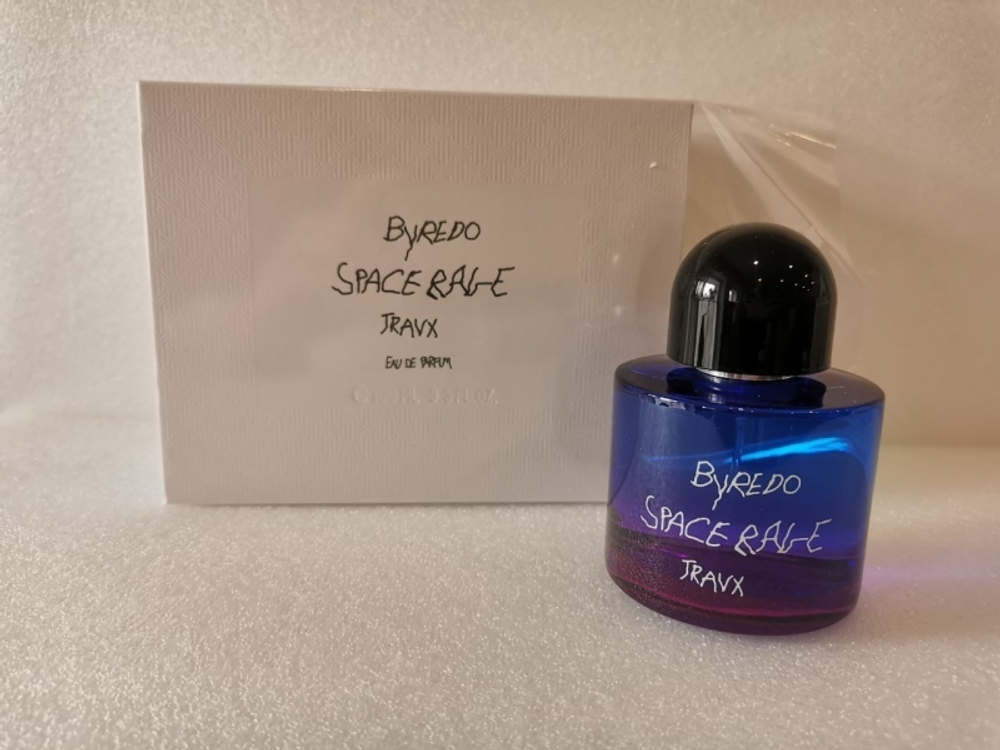 BYREDO
SPACE RAGE
TRAVX
EAU DE PARFUM
BYREDO
SPACE RAGE
TRAVX